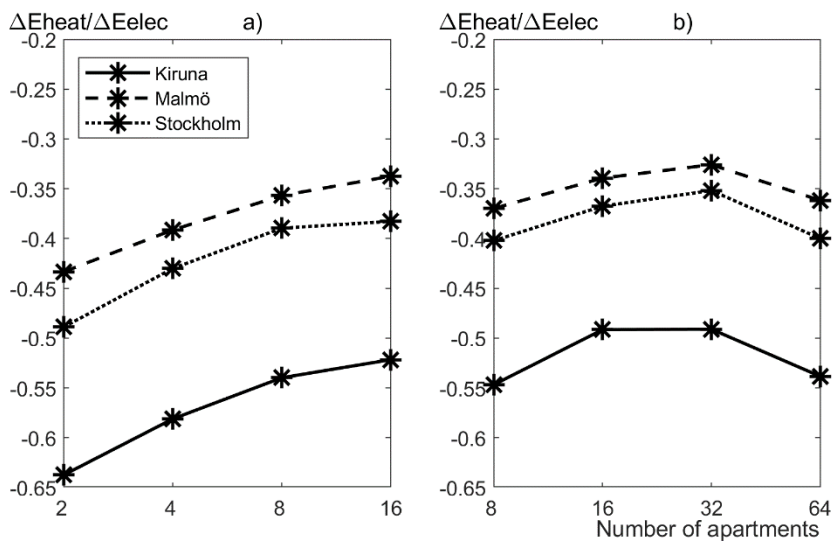 ΔEheat/ΔEelec a)
-0.2
-0.25
-0.3
-0.35
-0.4
-0.45
-0.5
-0.55
-0.6
-0.65
2 4 8 16
Kiruna
Malmö
Stockholm
ΔEheat/ΔEelec b)
-0.2
-0.25
-0.3
-0.35
-0.4
-0.45
-0.5
-0.55
-0.6
-0.65
8 16 32 64
Number of apartments